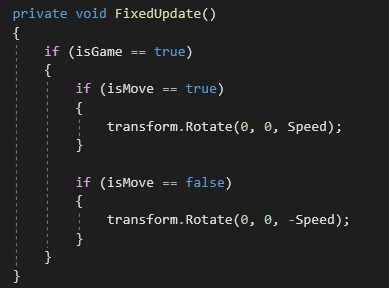 private void FixedUpdate()
{
    if (isGame == true)
    {
        if (isMove == true)
        {
            transform.Rotate(0, 0, Speed);
        }

        if (isMove == false)
        {
            transform.Rotate(0, 0, -Speed);
        }
    }
}